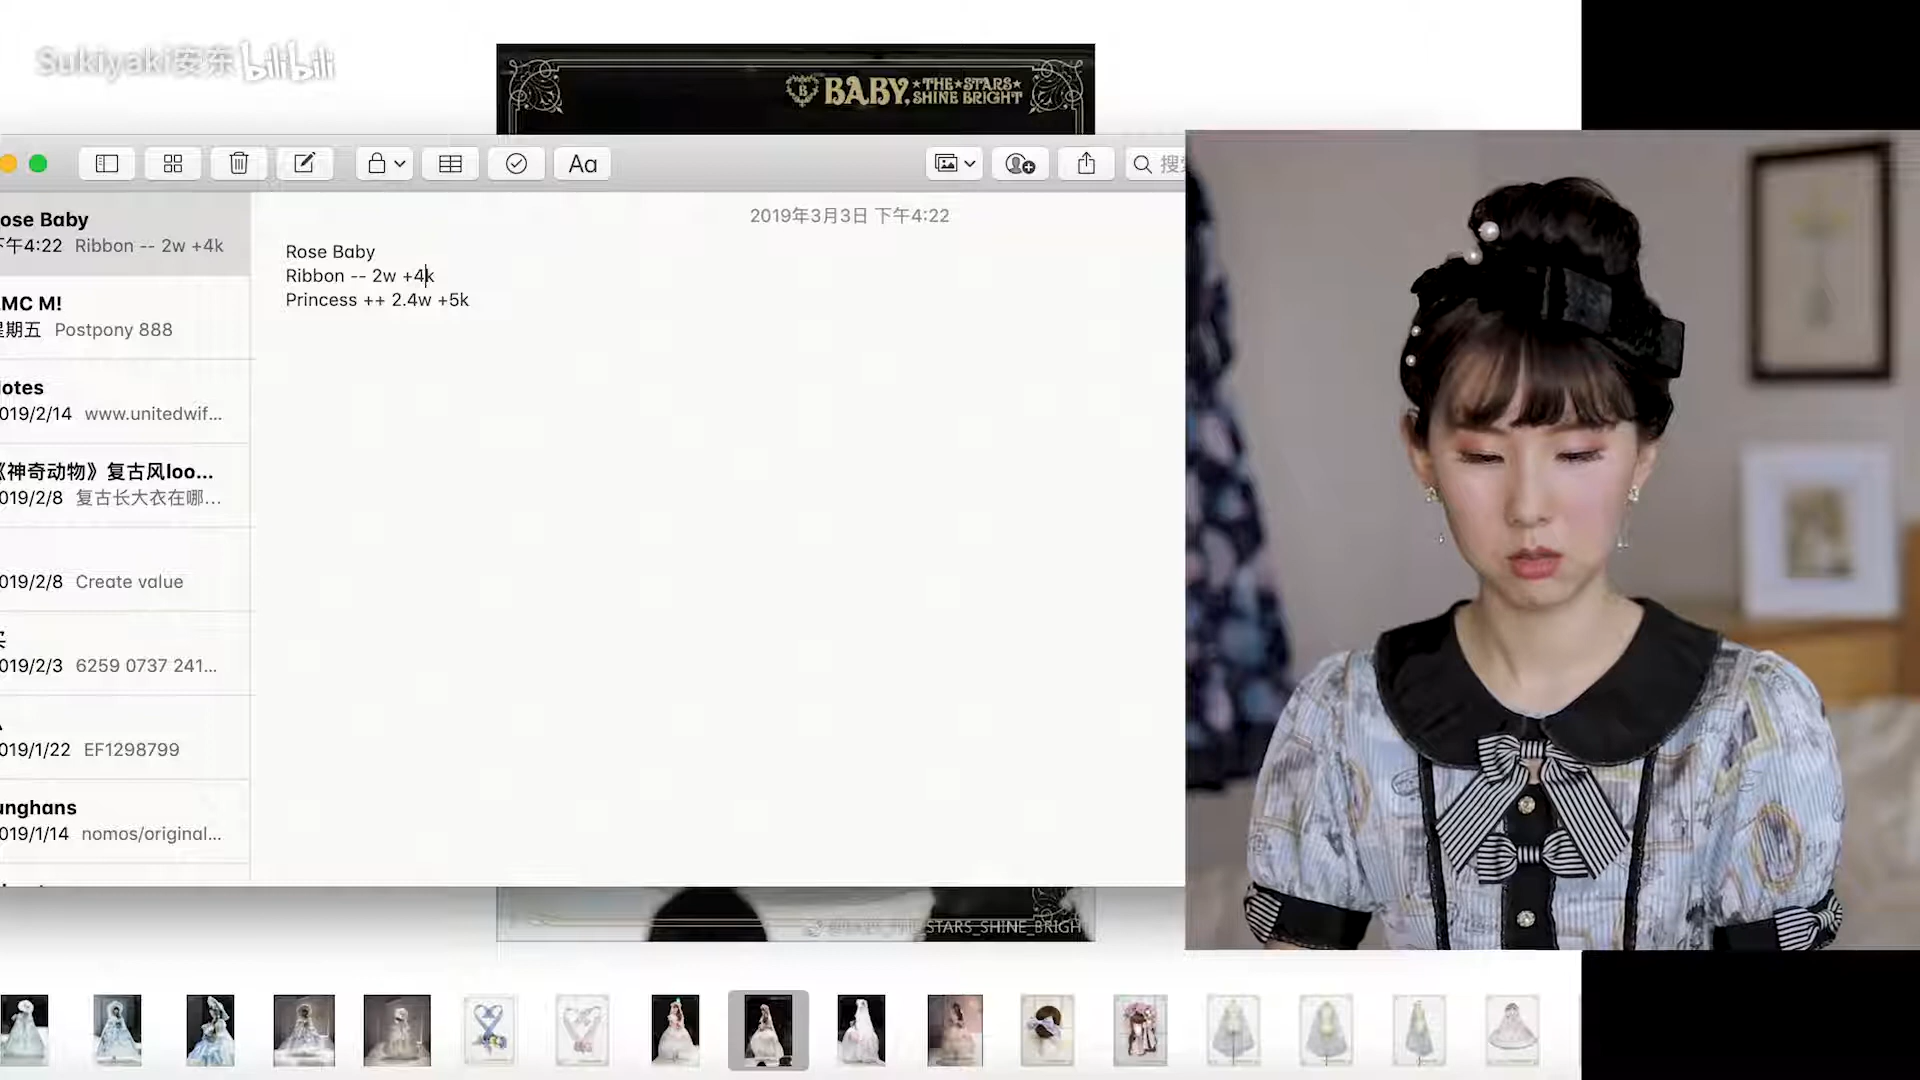 Sukiyaki安东 bilibili
B BABY, THE STARS SHINE BRIGHT
Aa
搜
2019年3月3日 下午4:22
Rose Baby
Ribbon -- 2w +4k
Princess ++ 2.4w +5k
ose Baby
下午4:22 Ribbon -- 2w +4k
MC M!
星期五 Postpony 888
otes
019/2/14 www.unitedwif...
《神奇动物》复古风loo...
019/2/8 复古长大衣在哪...
019/2/8 Create value
019/2/3 6259 0737 241...
019/1/22 EF1298799
unghans
019/1/14 nomos/original...
STARS_SHINE_BRIGH